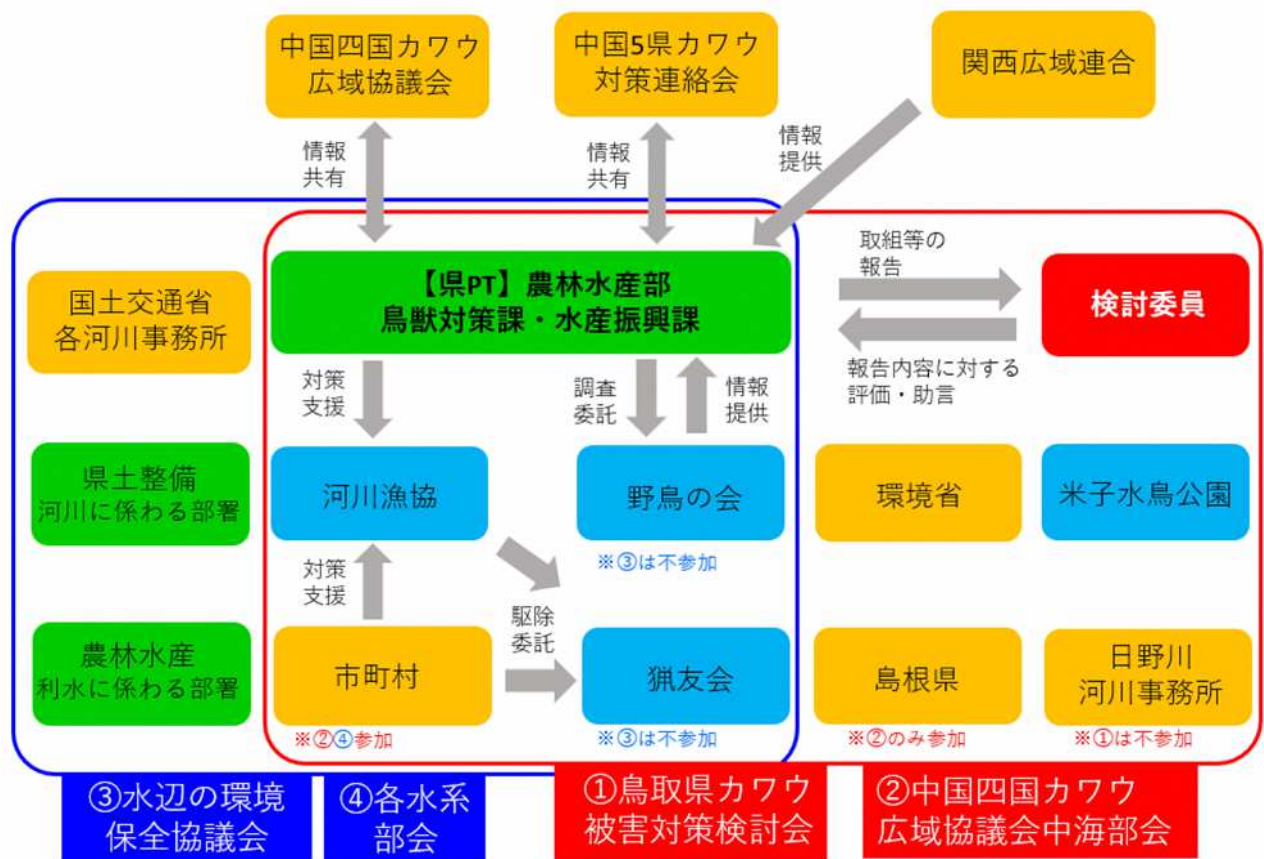 中国四国カワウ
広域協議会
中国5県カワウ
対策連絡会
関西広域連合
情報
共有
情報
共有
情報
提供
【県PT】農林水産部
鳥獣対策課・水産振興課
取組等の
報告
検討委員
報告内容に対する
評価・助言
国土交通省
各河川事務所
対策
支援
調査
委託
情報
提供
県土整備
河川に係わる部署
河川漁協
野鳥の会
※③は不参加
環境省
米子水鳥公園
対策
支援
駆除
委託
農林水産
利水に係わる部署
市町村
※②④参加
猟友会
※③は不参加
島根県
※②のみ参加
日野川
河川事務所
※①は不参加
③水辺の環境
保全協議会
④各水系
部会
①鳥取県カワウ
被害対策検討会
②中国四国カワウ
広域協議会中海部会